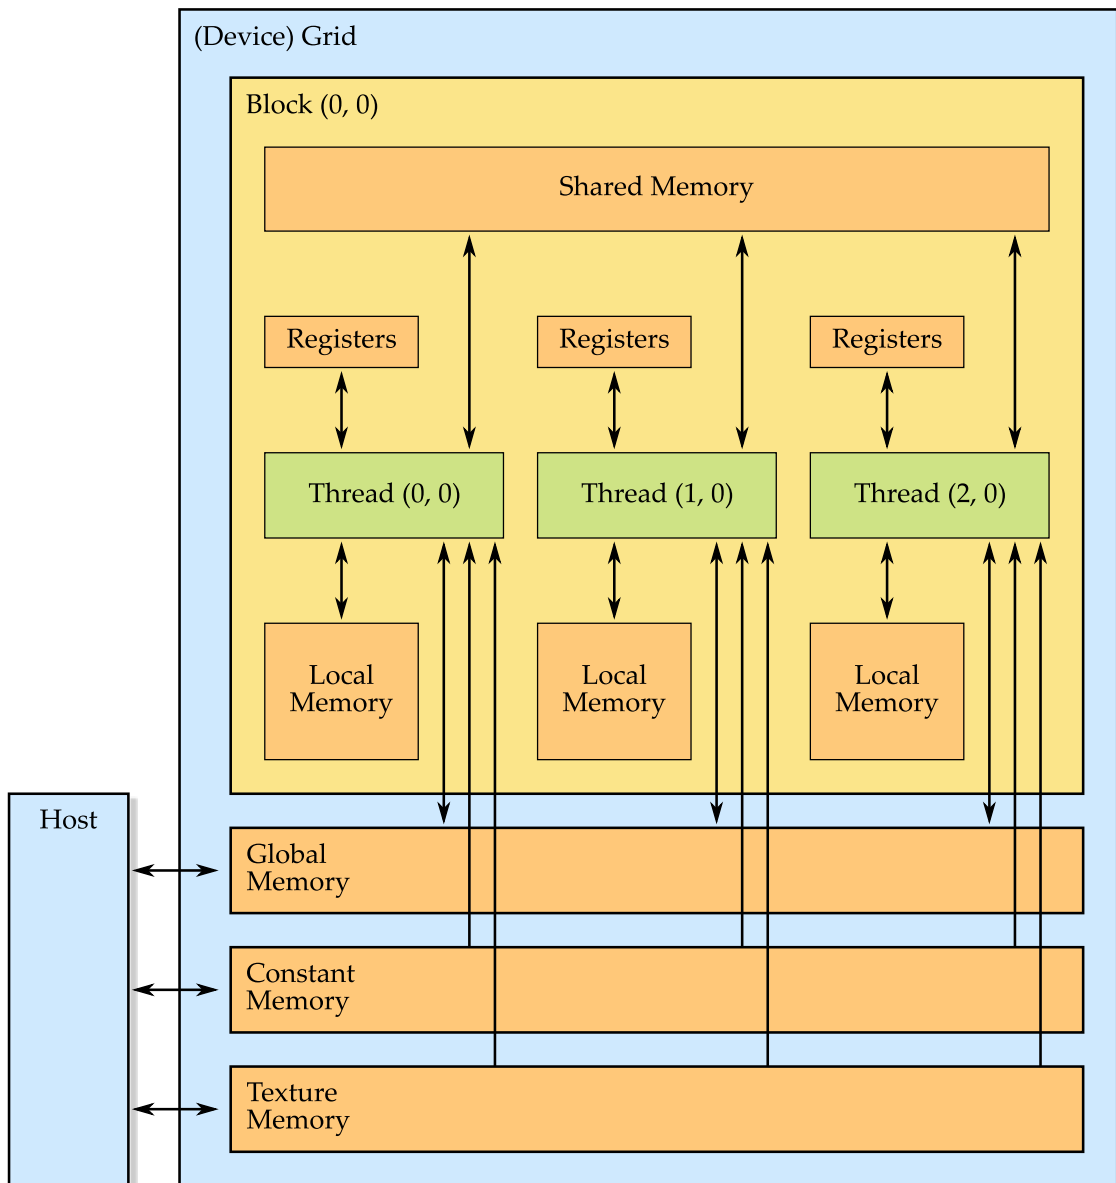 (Device) Grid
Block (0, 0)
Shared Memory
Registers
Registers
Registers
Thread (0, 0)
Thread (1, 0)
Thread (2, 0)
Local
Memory
Local
Memory
Local
Memory
Host
Global
Memory
Constant
Memory
Texture
Memory